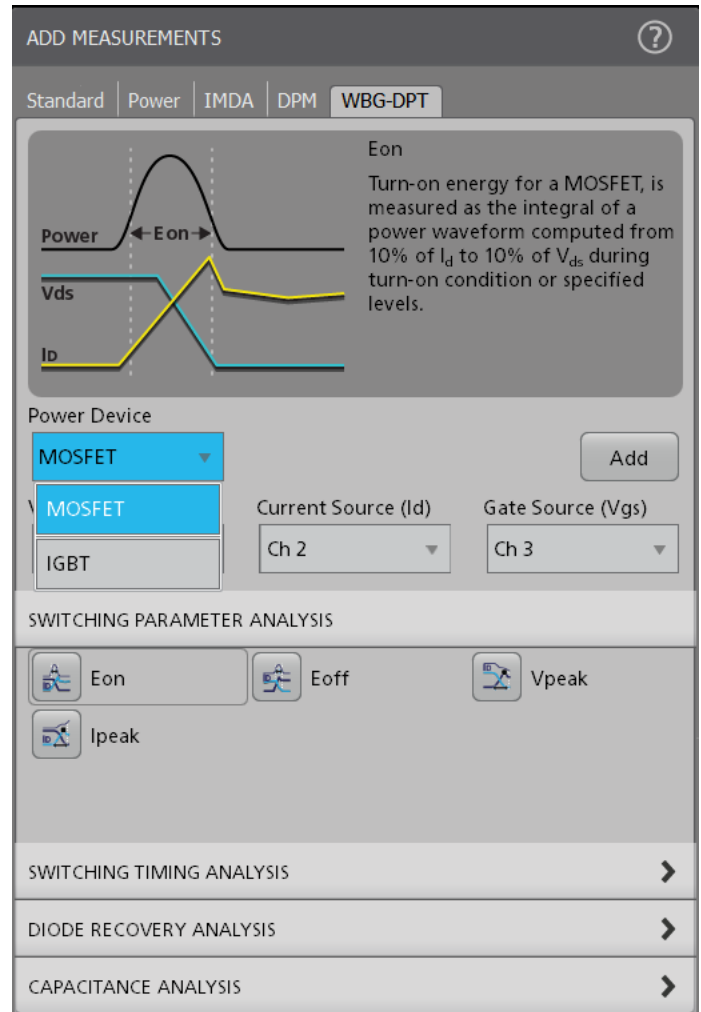 ADD MEASUREMENTS
?
Standard Power IMDA DPM WBG-DPT
Eon
Turn-on energy for a MOSFET, is
measured as the integral of a
power waveform computed from
10% of Id to 10% of Vds during
turn-on condition or specified
levels.
Power
Eon
Vds
ID
Power Device
MOSFET
Add
MOSFET
IGBT
V
Current Source (Id)
Gate Source (Vgs)
Ch 2
Ch 3
SWITCHING PARAMETER ANALYSIS
Eon
Eoff
Vpeak
Ipeak
SWITCHING TIMING ANALYSIS
DIODE RECOVERY ANALYSIS
CAPACITANCE ANALYSIS